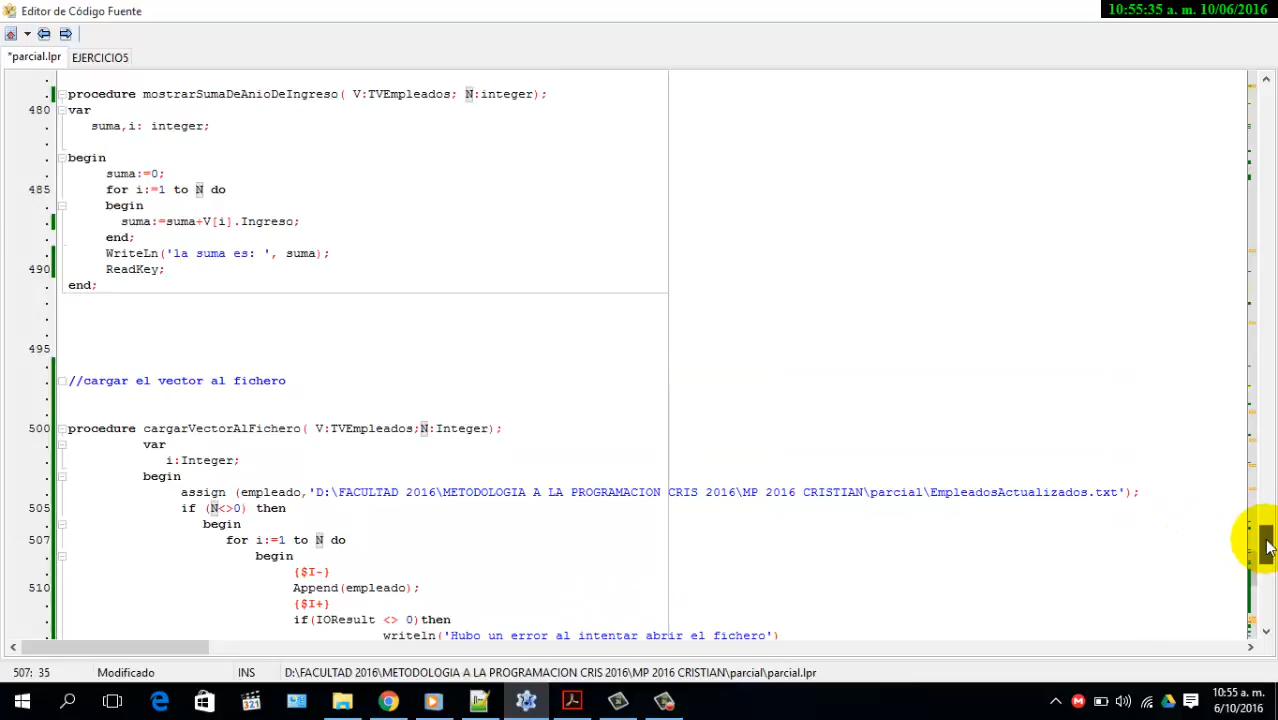 Editor de Código Fuente
10:55:35 a. m. 10/06/2016
*parcial.lpr EJERCICIO5
procedure mostrarSumaDeAnioDeIngreso( V:TVEmpleados; N:integer);
480 var
suma,i: integer;
begin
suma:=0;
485 for i:=1 to N do
begin
suma:=suma+V[i].Ingreso;
end;
WriteLn('la suma es: ', suma);
490 ReadKey;
end;
495
//cargar el vector al fichero
500 procedure cargarVectorAlFichero( V:TVEmpleados;N:Integer);
var
i:Integer;
begin
assign (empleado,'D:\FACULTAD 2016\METODOLOGIA A LA PROGRAMACION CRIS 2016\MP 2016 CRISTIAN\parcial\EmpleadosActualizados.txt');
505 if (N<>0) then
begin
507 for i:=1 to N do
begin
{$I-}
510 Append(empleado);
{$I+}
if(IOResult <> 0)then
writeln('Hubo un error al intentar abrir el fichero')
507: 35 Modificado INS D:\FACULTAD 2016\METODOLOGIA A LA PROGRAMACION CRIS 2016\MP 2016 CRISTIAN\parcial\parcial.lpr
321
10:55 a. m.
6/10/2016